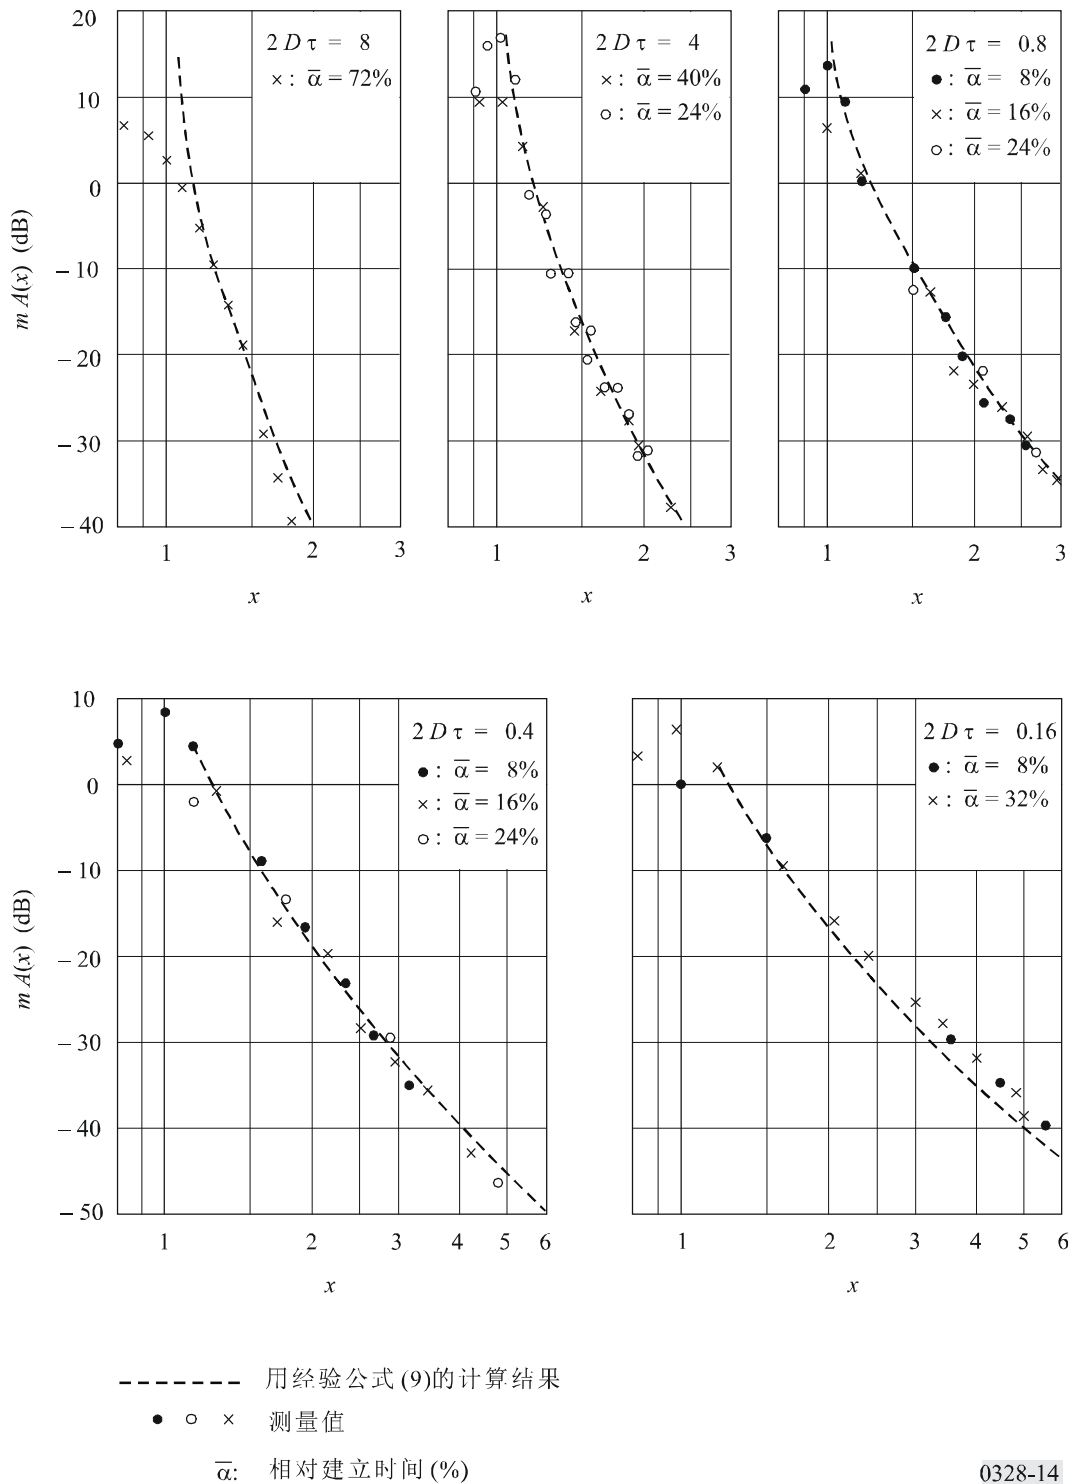 20
10
0
– 10
– 20
– 30
– 40
m A(x) (dB)
2 D τ = 8
×: α̅ = 72%
1 2 3
x
2 D τ = 4
×: α̅ = 40%
○: α̅ = 24%
1 2 3
x
2 D τ = 0.8
●: α̅ = 8%
×: α̅ = 16%
○: α̅ = 24%
1 2 3
x
10
0
– 10
– 20
– 30
– 40
– 50
m A(x) (dB)
2 D τ = 0.4
●: α̅ = 8%
×: α̅ = 16%
○: α̅ = 24%
1 2 3 4 5 6
x
2 D τ = 0.16
●: α̅ = 8%
×: α̅ = 32%
1 2 3 4 5 6
x
用经验公式 (9)的计算结果
● ○ × 测量值
α̅: 相对建立时间 (%)
0328-14